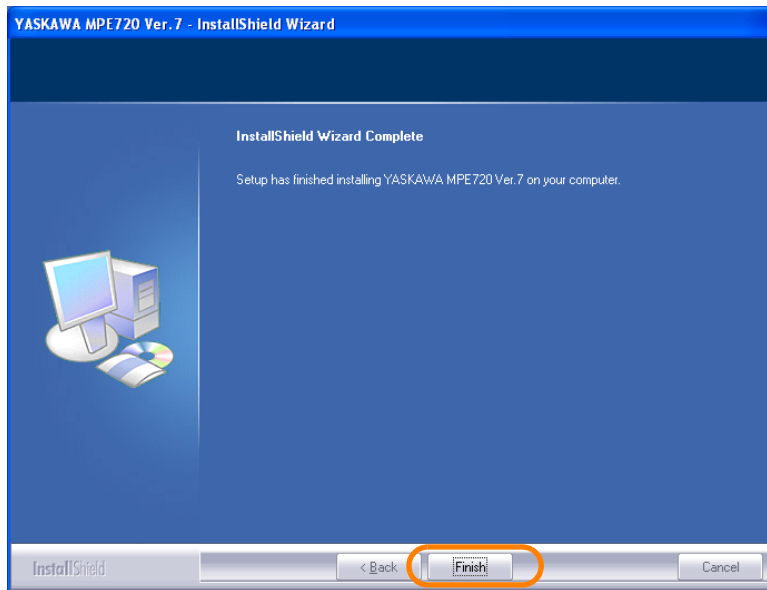 YASKAWA MPE720 Ver.7 - InstallShield Wizard
InstallShield Wizard Complete
Setup has finished installing YASKAWA MPE720 Ver.7 on your computer.
InstallShield
< Back
Finish
Cancel